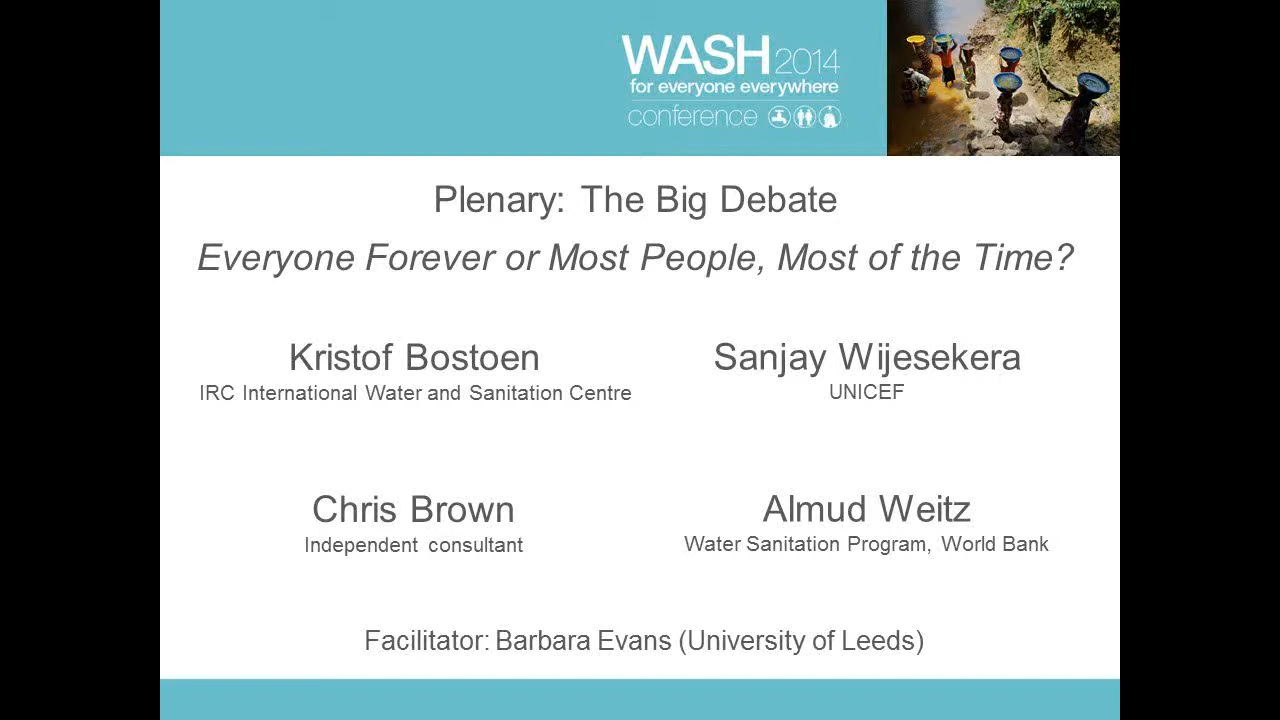 WASH 2014
for everyone everywhere
conference
Plenary: The Big Debate
Everyone Forever or Most People, Most of the Time?
Kristof Bostoen
IRC International Water and Sanitation Centre
Sanjay Wijesekera
UNICEF
Chris Brown
Independent consultant
Almud Weitz
Water Sanitation Program, World Bank
Facilitator: Barbara Evans (University of Leeds)